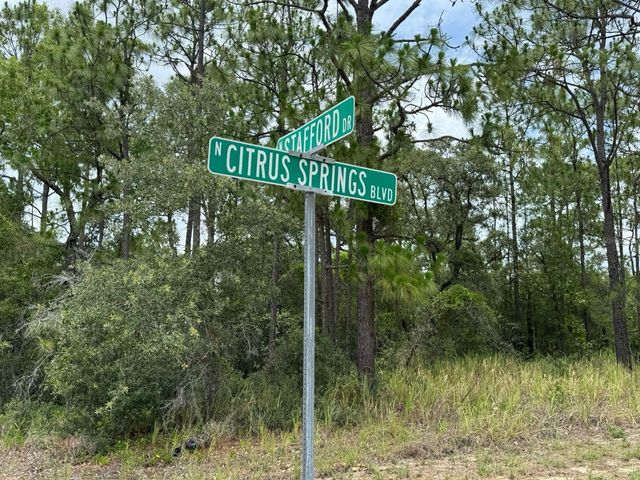 STAFFORD DR
N CITRUS SPRINGS BLVD